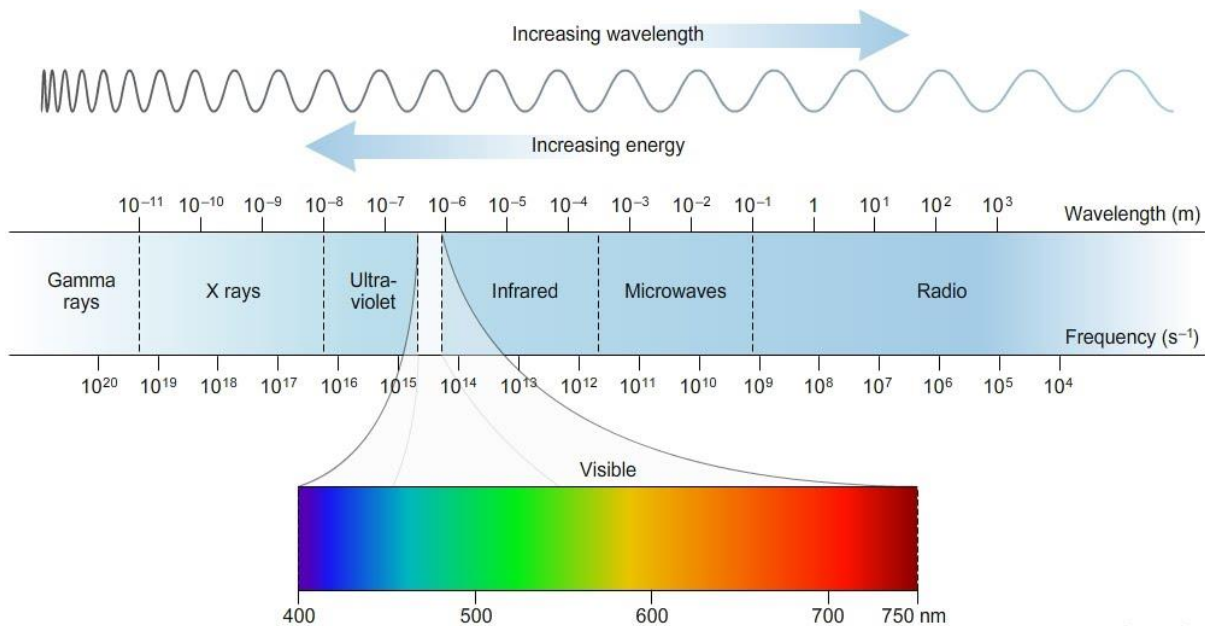 Increasing wavelength
Increasing energy
10⁻¹¹ 10⁻¹⁰ 10⁻⁹ 10⁻⁸ 10⁻⁷ 10⁻⁶ 10⁻⁵ 10⁻⁴ 10⁻³ 10⁻² 10⁻¹ 1 10¹ 10² 10³ Wavelength (m)
Gamma
rays
X rays
Ultra-
violet
Infrared
Microwaves
Radio
Frequency (s⁻¹)
10²⁰ 10¹⁹ 10¹⁸ 10¹⁷ 10¹⁶ 10¹⁵ 10¹⁴ 10¹³ 10¹² 10¹¹ 10¹⁰ 10⁹ 10⁸ 10⁷ 10⁶ 10⁵ 10⁴
Visible
400 500 600 700 750 nm